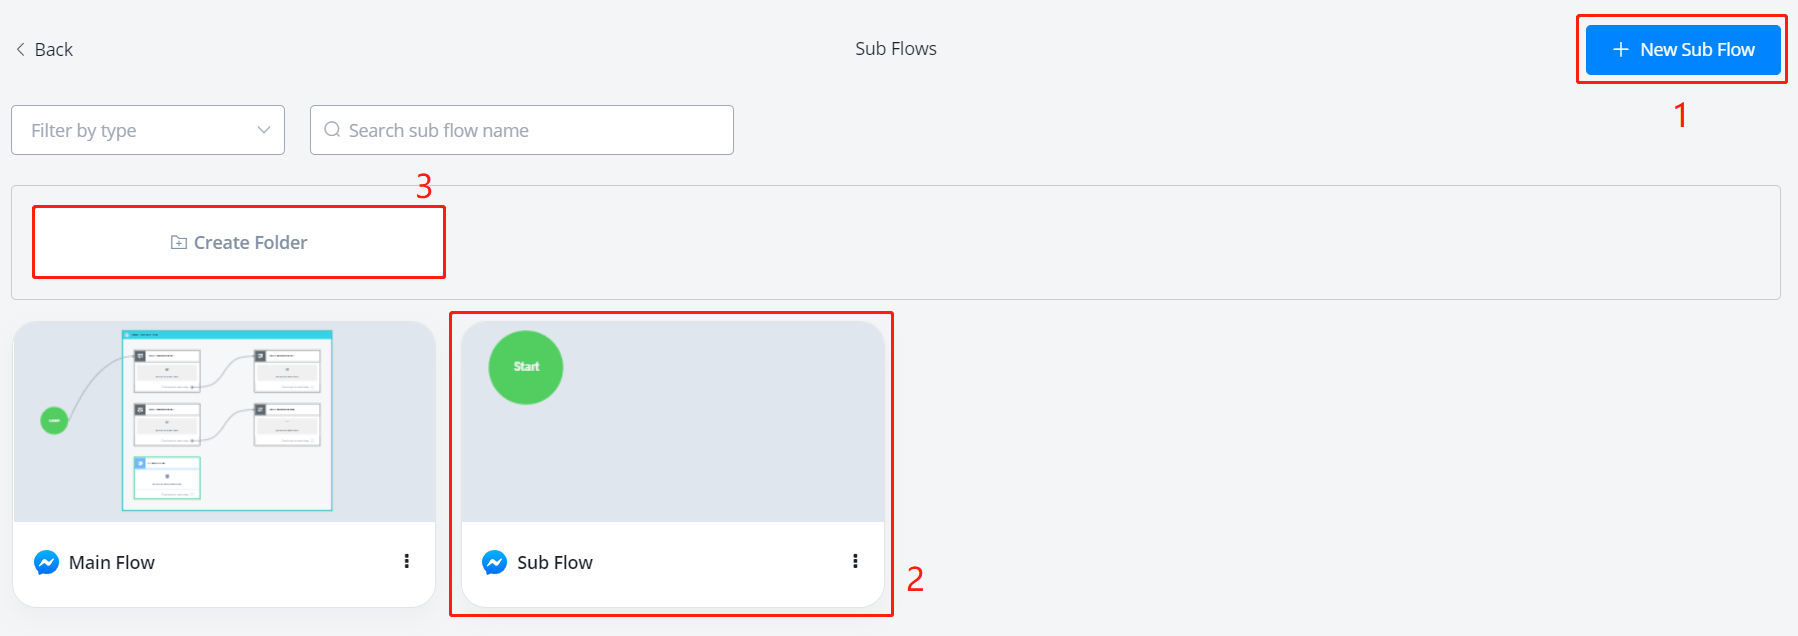 Back
Sub Flows
New Sub Flow
1
Filter by type
Search sub flow name
3
Create Folder
Start
Main Flow
Sub Flow
2